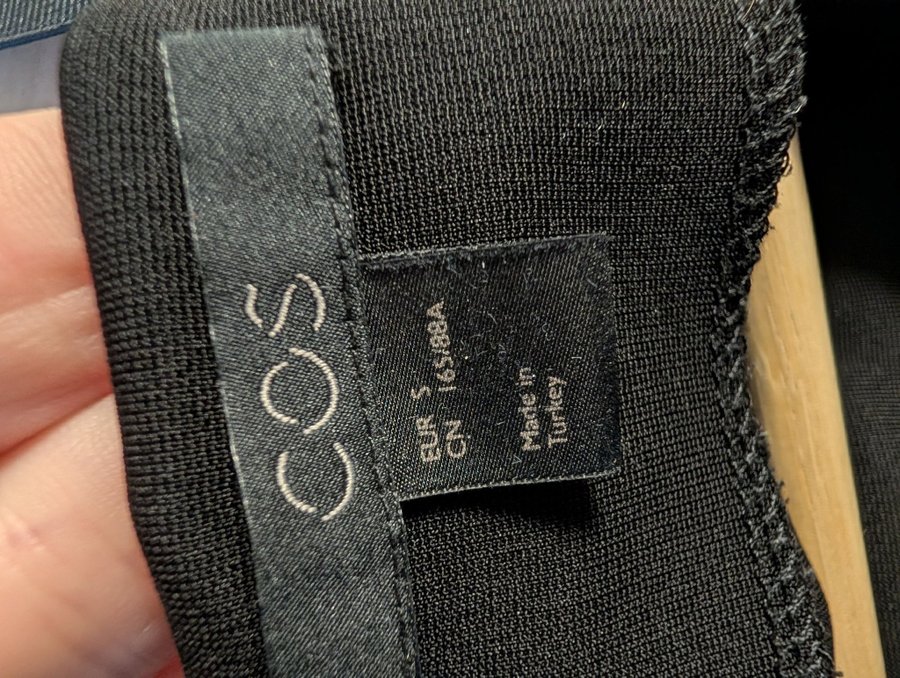 COS
EUR S
CN 165/88A
Made in
Turkey